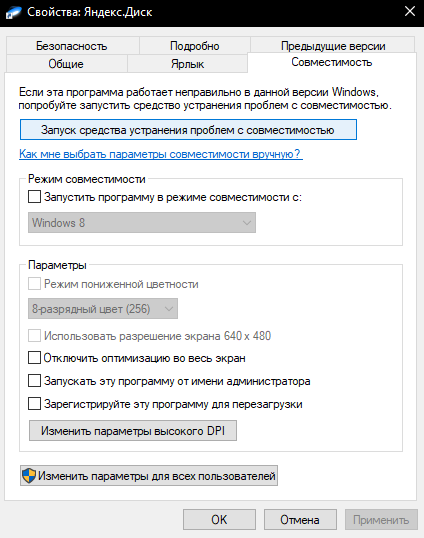 Свойства: Яндекс.Диск
Безопасность Подробно Предыдущие версии
Общие Ярлык Совместимость
Если эта программа работает неправильно в данной версии Windows,
попробуйте запустить средство устранения проблем с совместимостью.
Запуск средства устранения проблем с совместимостью
Как мне выбрать параметры совместимости вручную?
Режим совместимости
Запустить программу в режиме совместимости с:
Windows 8
Параметры
Режим пониженной цветности
8-разрядный цвет (256)
Использовать разрешение экрана 640 x 480
Отключить оптимизацию во весь экран
Запускать эту программу от имени администратора
Зарегистрируйте эту программу для перезагрузки
Изменить параметры высокого DPI
Изменить параметры для всех пользователей
OK Отмена Применить